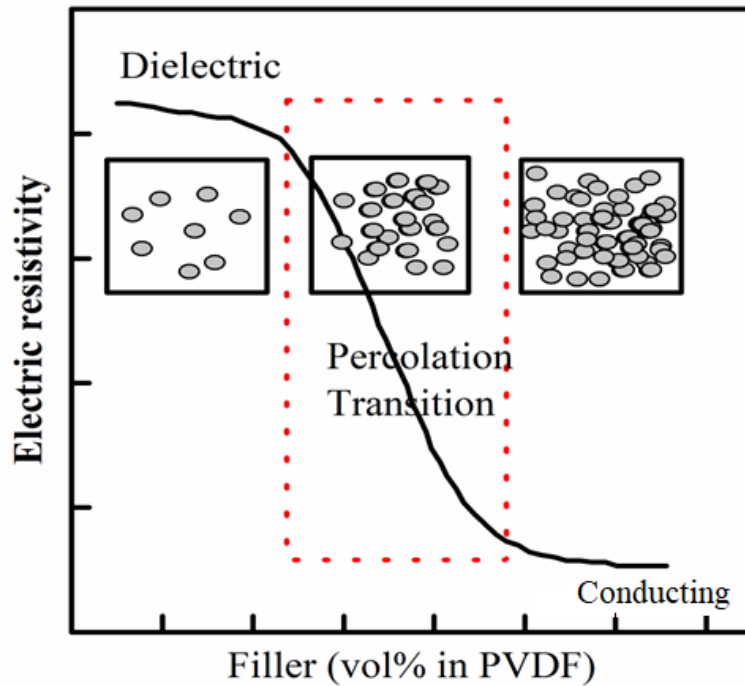 Dielectric
Percolation
Transition
Conducting
Electric resistivity
Filler (vol% in PVDF)